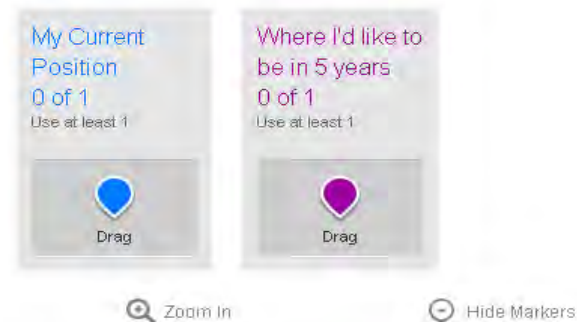 My Current
Position
0 of 1
Use at least 1
Drag
Where I'd like to
be in 5 years
0 of 1
Use at least 1
Drag
Zoom In
Hide Markers